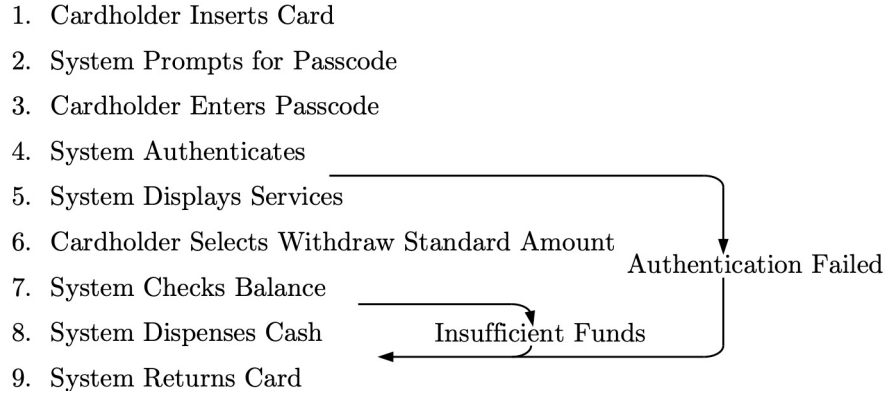 1. Cardholder Inserts Card
2. System Prompts for Passcode
3. Cardholder Enters Passcode
4. System Authenticates
5. System Displays Services
6. Cardholder Selects Withdraw Standard Amount
Authentication Failed
7. System Checks Balance
8. System Dispenses Cash
Insufficient Funds
9. System Returns Card